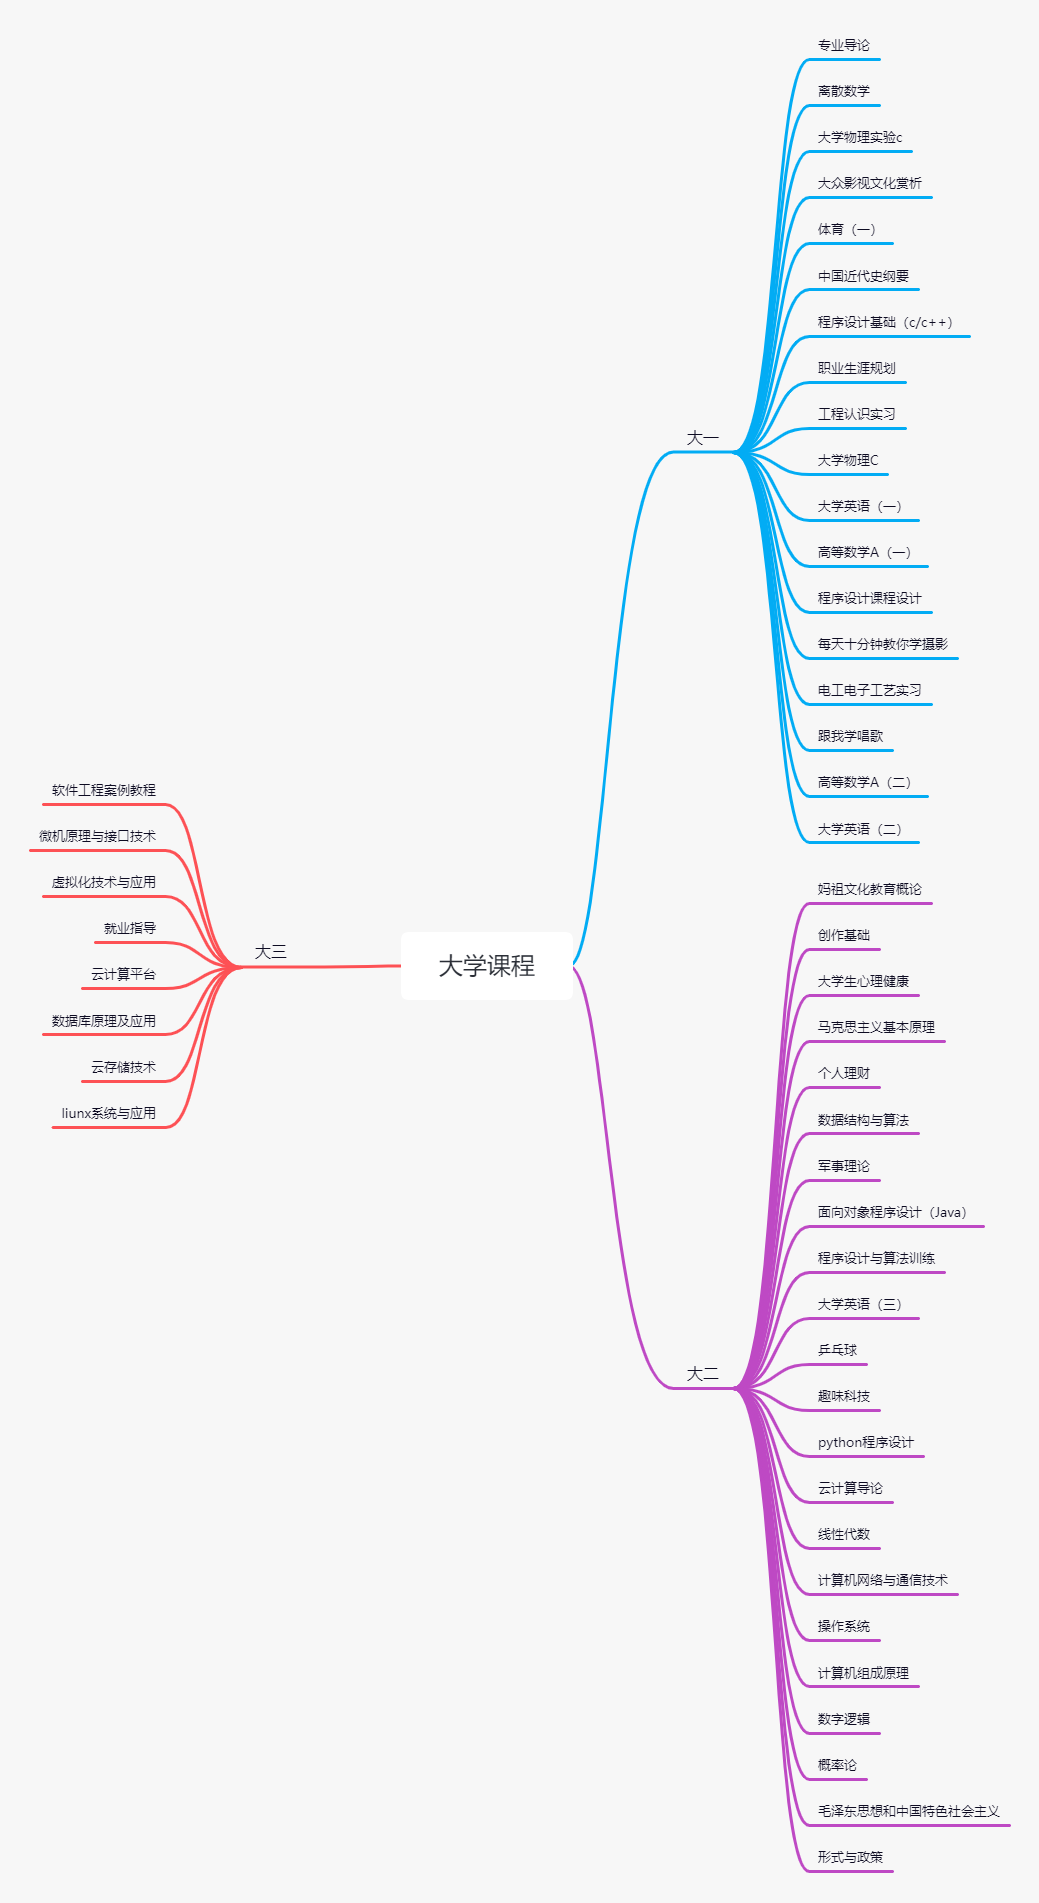 大学课程
大一
专业导论
离散数学
大学物理实验c
大众影视文化赏析
体育（一）
中国近代史纲要
程序设计基础（c/c++）
职业生涯规划
工程认识实习
大学物理C
大学英语（一）
高等数学A（一）
程序设计课程设计
每天十分钟教你学摄影
电工电子工艺实习
跟我学唱歌
高等数学A（二）
大学英语（二）
大二
妈祖文化教育概论
创作基础
大学生心理健康
马克思主义基本原理
个人理财
数据结构与算法
军事理论
面向对象程序设计（Java）
程序设计与算法训练
大学英语（三）
乒乓球
趣味科技
python程序设计
云计算导论
线性代数
计算机网络与通信技术
操作系统
计算机组成原理
数字逻辑
概率论
毛泽东思想和中国特色社会主义
形式与政策
大三
软件工程案例教程
微机原理与接口技术
虚拟化技术与应用
就业指导
云计算平台
数据库原理及应用
云存储技术
liunx系统与应用